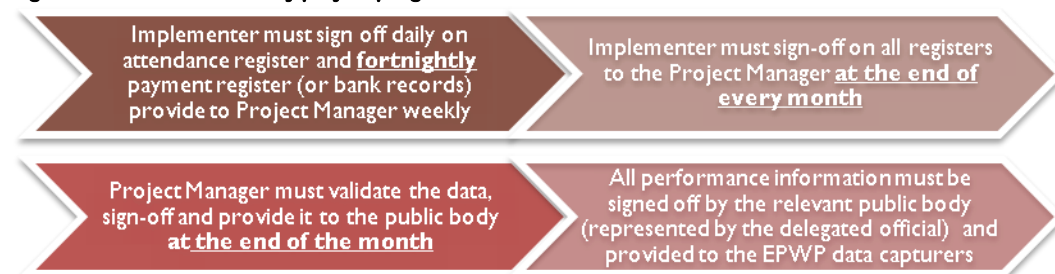 Implementer must sign off daily on
attendance register and fortnightly
payment register (or bank records)
provide to Project Manager weekly
Implementer must sign-off on all registers
to the Project Manager at the end of
every month
Project Manager must validate the data,
sign-off and provide it to the public body
at the end of the month
All performance information must be
signed off by the relevant public body
(represented by the delegated official) and
provided to the EPWP data capturers